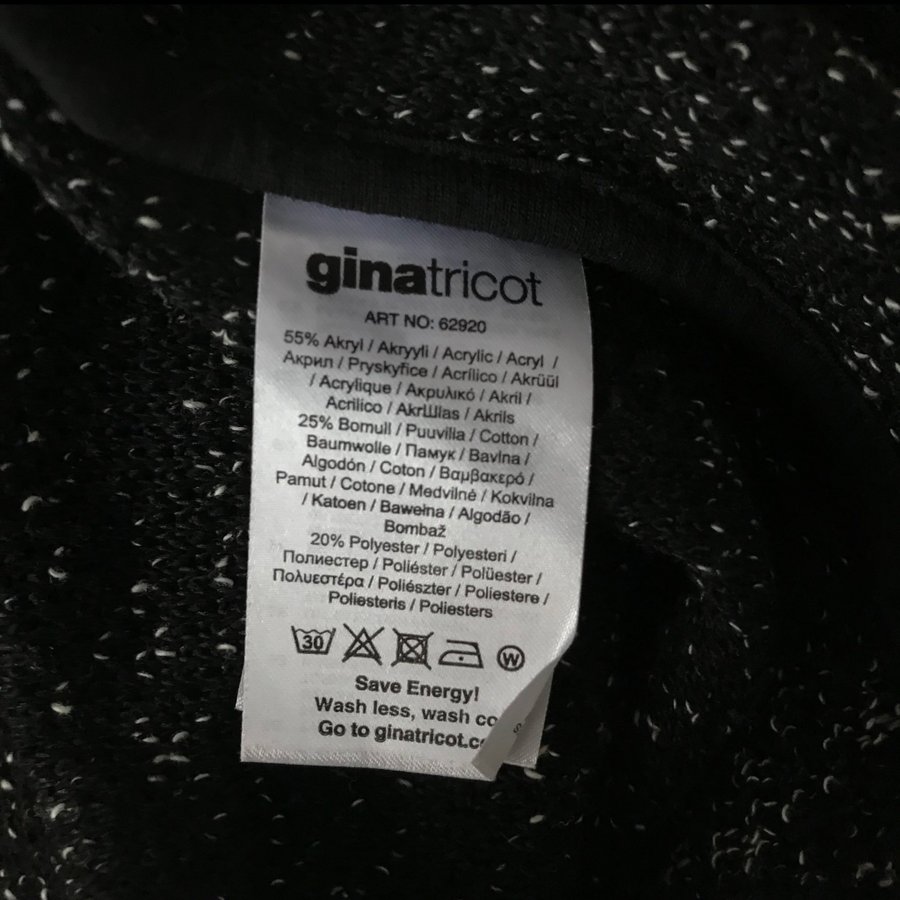 ginatricot
ART NO: 62920
55% Akryl / Akryyli / Acrylic / Acryl /
Акрил / Pryskyřice / Acrílico / Akrüül
/ Acrylique / Ακρυλικό / Akril /
Acrilico / AkrШlas / Akrils
25% Bomull / Puuvilla / Cotton /
Baumwolle / Памук / Bavlna /
Algodón / Coton / Βαμβακερό /
Pamut / Cotone / Medvilnė / Kokvilna
/ Katoen / Bawełna / Algodão /
Bombaž
20% Polyester / Polyesteri /
Полиестер / Poliéster / Polüester /
Πολυεστέρα / Poliészter / Poliestere /
Poliesteris / Poliesters
30 W
Save Energy!
Wash less, wash co
Go to ginatricot.c